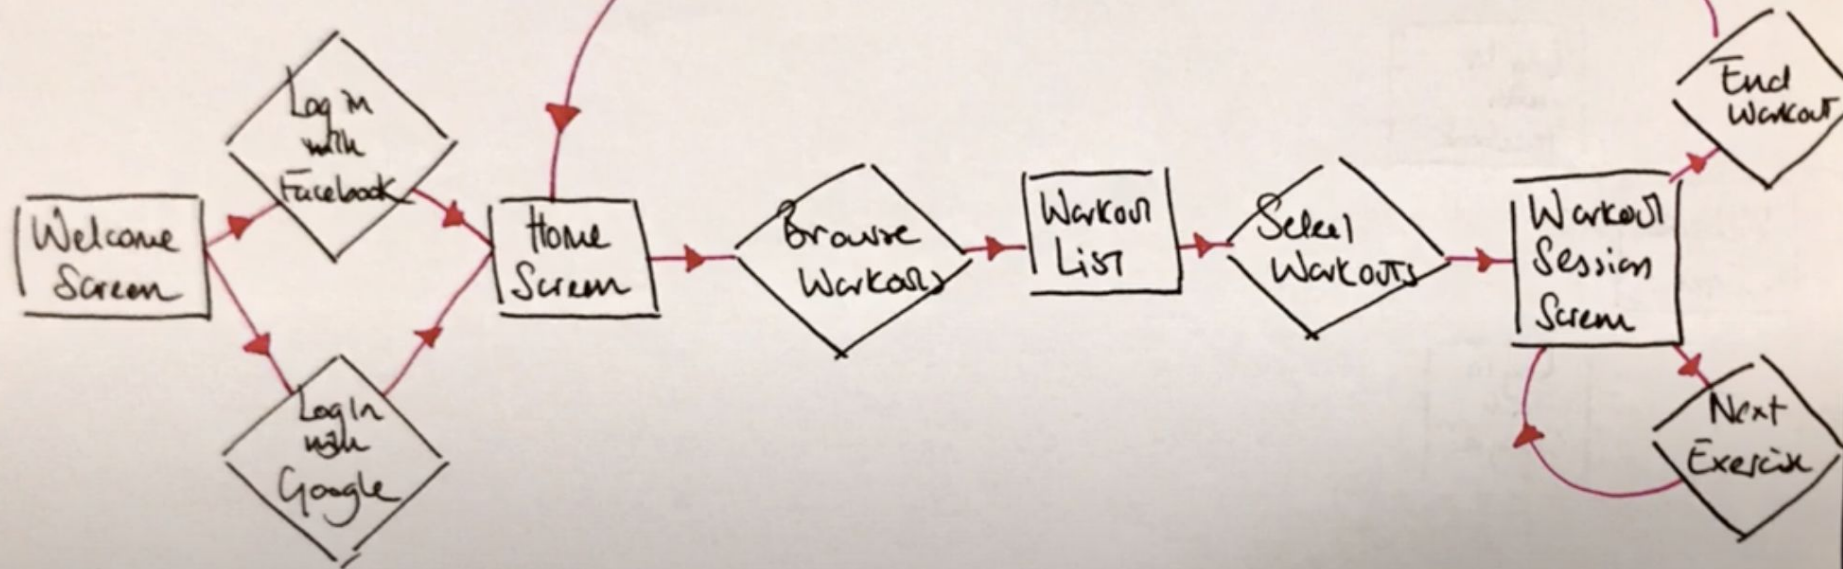 Welcome
Screen
Log in
with
Facebook
Log In
with
Google
Home
Screen
Browse
Workouts
Workout
List
Select
Workouts
Workout
Session
Screen
End
Workout
Next
Exercise